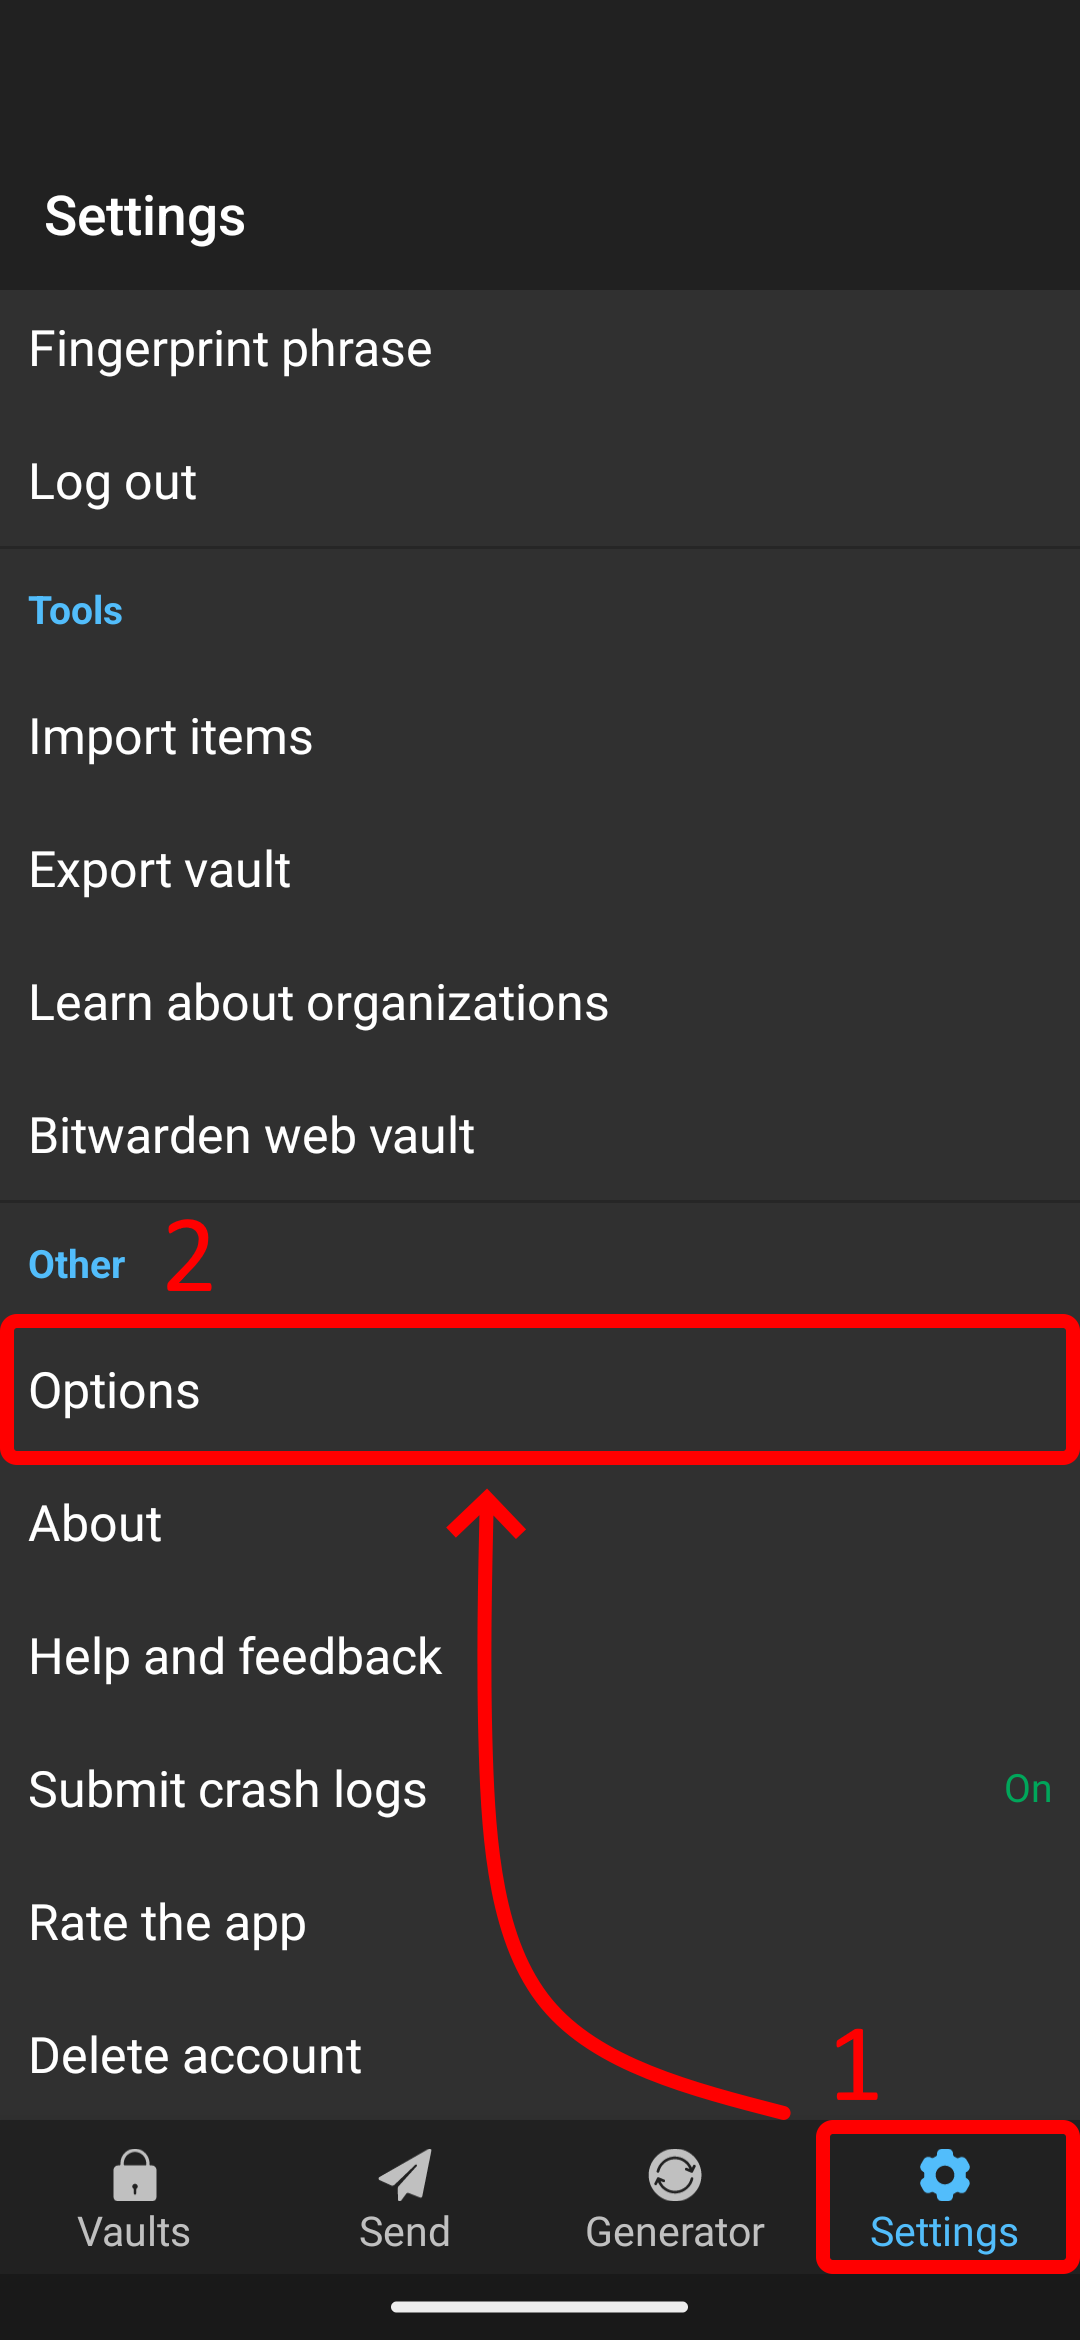 Settings
Fingerprint phrase
Log out
Tools
Import items
Export vault
Learn about organizations
Bitwarden web vault
Other 2
Options
About
Help and feedback
Submit crash logs On
Rate the app
Delete account
1
Vaults Send Generator Settings